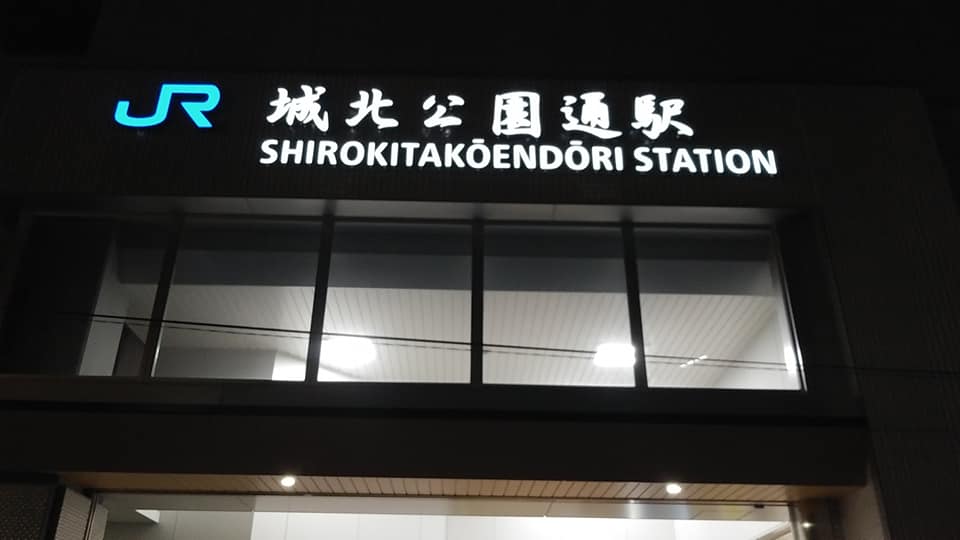 JR 城北公園通駅
SHIROKITAKŌENDŌRI STATION